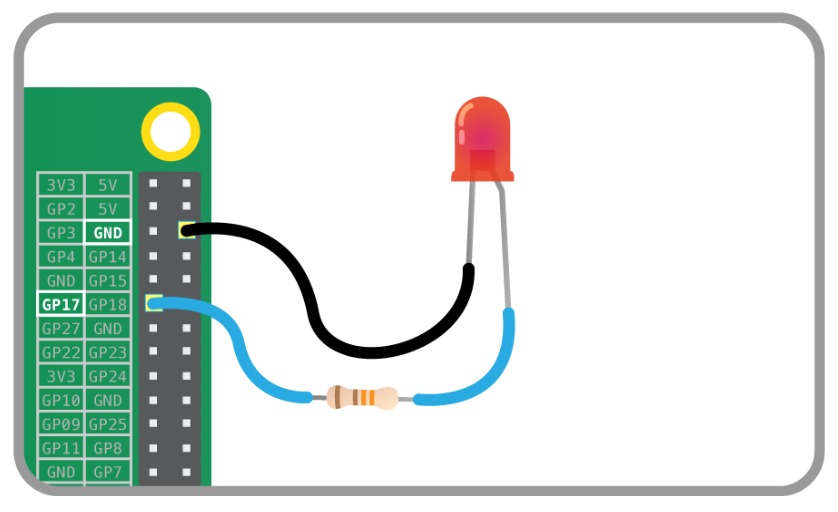 3V3 5V
GP2 5V
GP3 GND
GP4 GP14
GND GP15
GP17 GP18
GP27 GND
GP22 GP23
3V3 GP24
GP10 GND
GP09 GP25
GP11 GP8
GND GP7